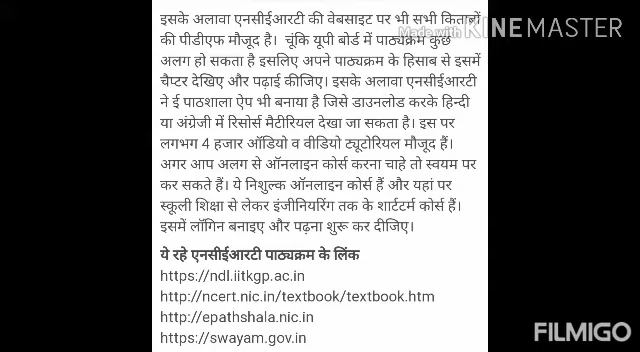 इसके अलावा एनसीईआरटी की वेबसाइट पर भी सभी किताबों
Made with KINEMASTER
की पीडीएफ मौजूद है। चूंकि यूपी बोर्ड में पाठ्यक्रम कुछ
अलग हो सकता है इसलिए अपने पाठ्यक्रम के हिसाब से इसमें
चैप्टर देखिए और पढ़ाई कीजिए। इसके अलावा एनसीईआरटी
ने ई पाठशाला ऐप भी बनाया है जिसे डाउनलोड करके हिन्दी
या अंग्रेजी में रिसोर्स मैटीरियल देखा जा सकता है। इस पर
लगभग 4 हजार ऑडियो व वीडियो ट्यूटोरियल मौजूद हैं।
अगर आप अलग से ऑनलाइन कोर्स करना चाहे तो स्वयम पर
कर सकते हैं। ये निशुल्क ऑनलाइन कोर्स हैं और यहां पर
स्कूली शिक्षा से लेकर इंजीनियरिंग तक के शार्टटर्म कोर्स हैं।
इसमें लॉगिन बनाइए और पढ़ना शुरू कर दीजिए।
ये रहे एनसीईआरटी पाठ्यक्रम के लिंक
https://ndl.iitkgp.ac.in
http://ncert.nic.in/textbook/textbook.htm
http://epathshala.nic.in
https://swayam.gov.in
FILMIGO